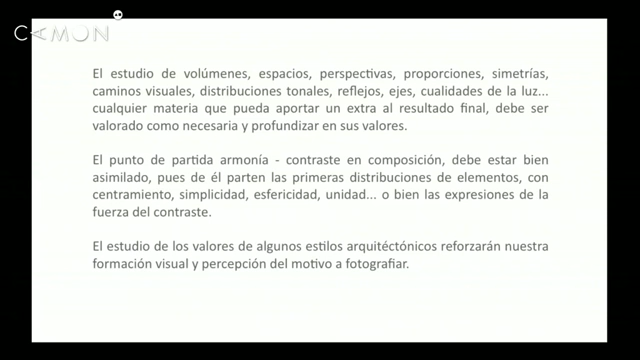 CAMON
El estudio de volúmenes, espacios, perspectivas, proporciones, simetrías,
caminos visuales, distribuciones tonales, reflejos, ejes, cualidades de la luz...
cualquier materia que pueda aportar un extra al resultado final, debe ser
valorado como necesaria y profundizar en sus valores.
El punto de partida armonía - contraste en composición, debe estar bien
asimilado, pues de él parten las primeras distribuciones de elementos, con
centramiento, simplicidad, esfericidad, unidad... o bien las expresiones de la
fuerza del contraste.
El estudio de los valores de algunos estilos arquitéctónicos reforzarán nuestra
formación visual y percepción del motivo a fotografiar.